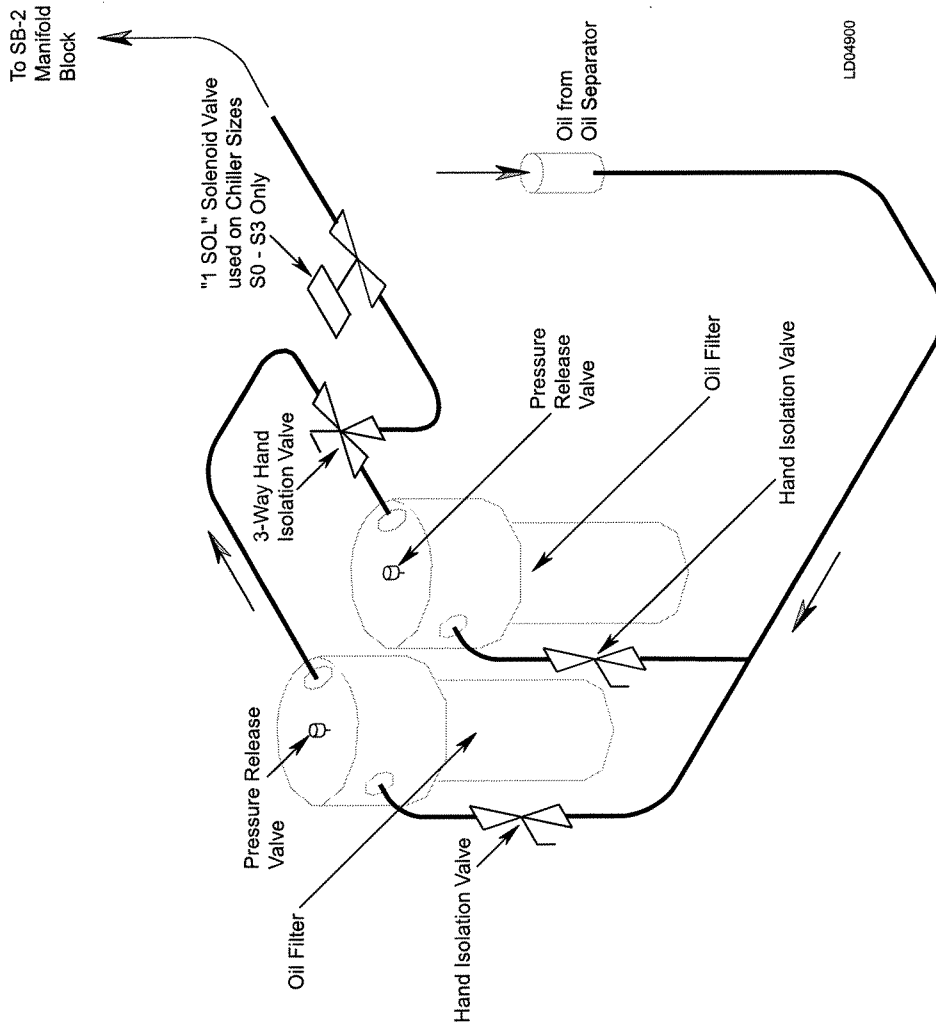 To SB-2
Manifold
Block
"1 SOL" Solenoid Valve
used on Chiller Sizes
S0 - S3 Only
3-Way Hand
Isolation Valve
Pressure Release
Valve
Oil Filter
Hand Isolation Valve
Pressure
Release
Valve
Oil Filter
Hand Isolation Valve
Oil from
Oil Separator
LD04900